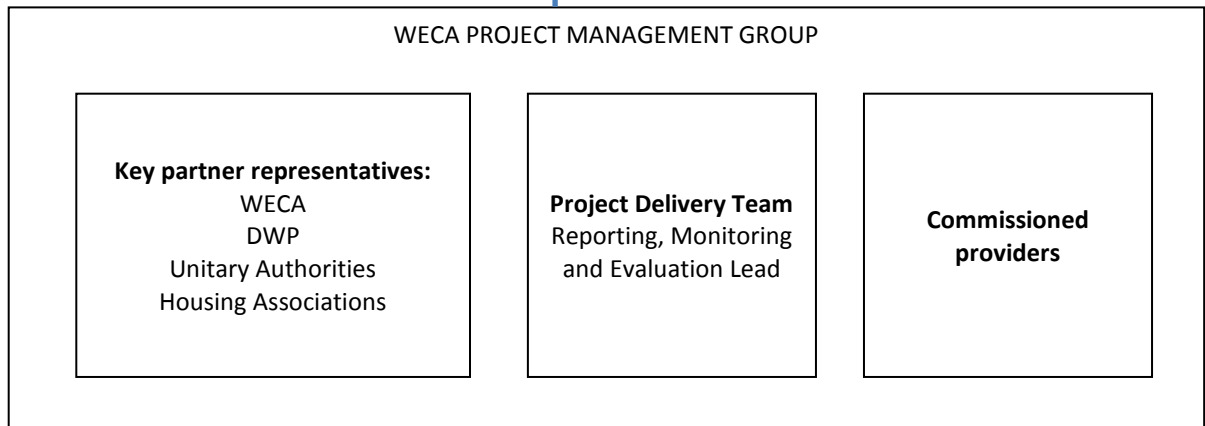 WECA PROJECT MANAGEMENT GROUP
Key partner representatives:
WECA
DWP
Unitary Authorities
Housing Associations
Project Delivery Team
Reporting, Monitoring
and Evaluation Lead
Commissioned
providers